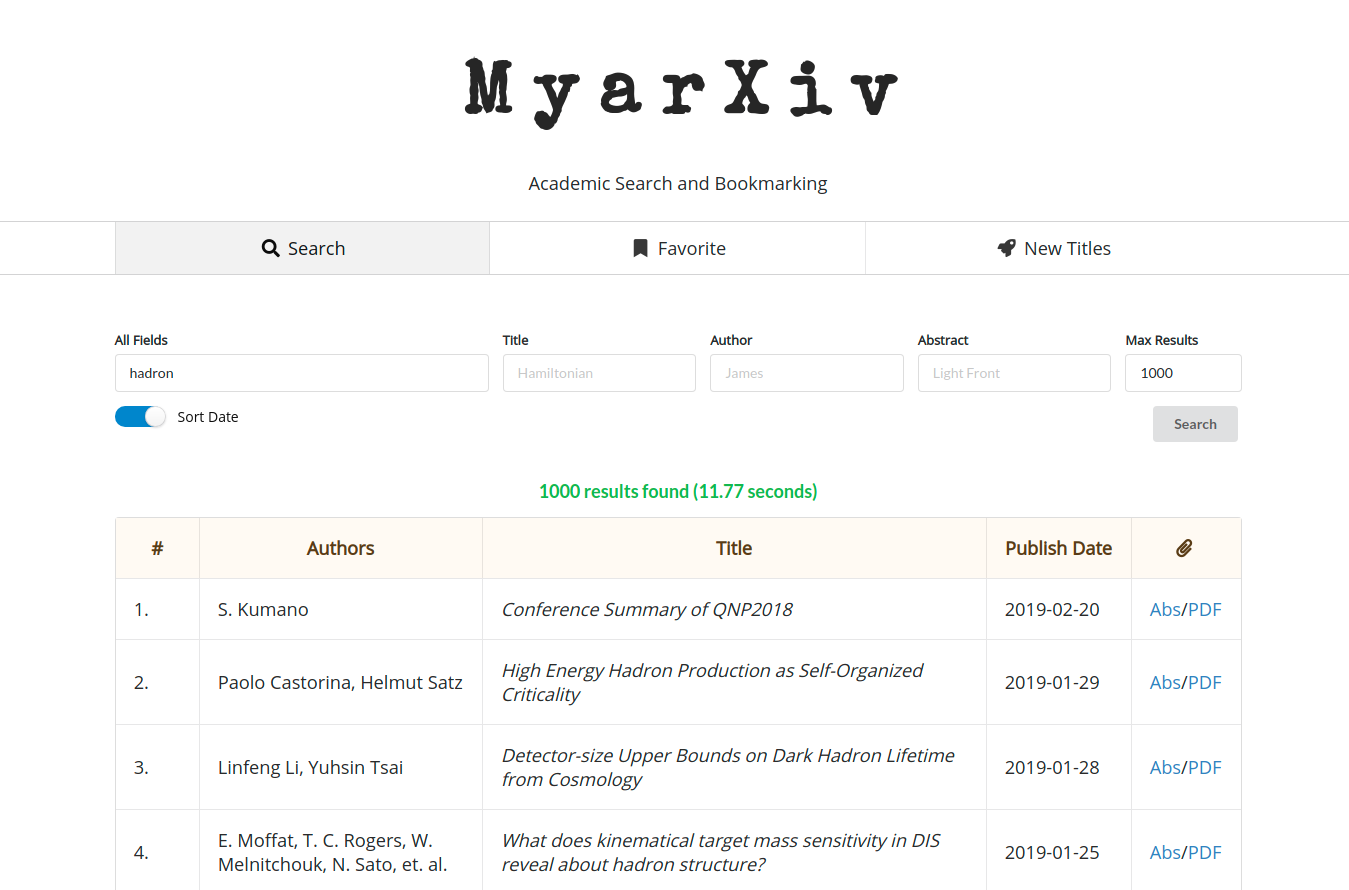 MyarXiv
Academic Search and Bookmarking
Search Favorite New Titles
All Fields Title Author Abstract Max Results
hadron Hamiltonian James Light Front 1000
Sort Date Search
1000 results found (11.77 seconds)
# Authors Title Publish Date
1. S. Kumano Conference Summary of QNP2018 2019-02-20 Abs/PDF
2. Paolo Castorina, Helmut Satz High Energy Hadron Production as Self-Organized
Criticality 2019-01-29 Abs/PDF
3. Linfeng Li, Yuhsin Tsai Detector-size Upper Bounds on Dark Hadron Lifetime
from Cosmology 2019-01-28 Abs/PDF
4. E. Moffat, T. C. Rogers, W.
Melnitchouk, N. Sato, et. al. What does kinematical target mass sensitivity in DIS
reveal about hadron structure? 2019-01-25 Abs/PDF